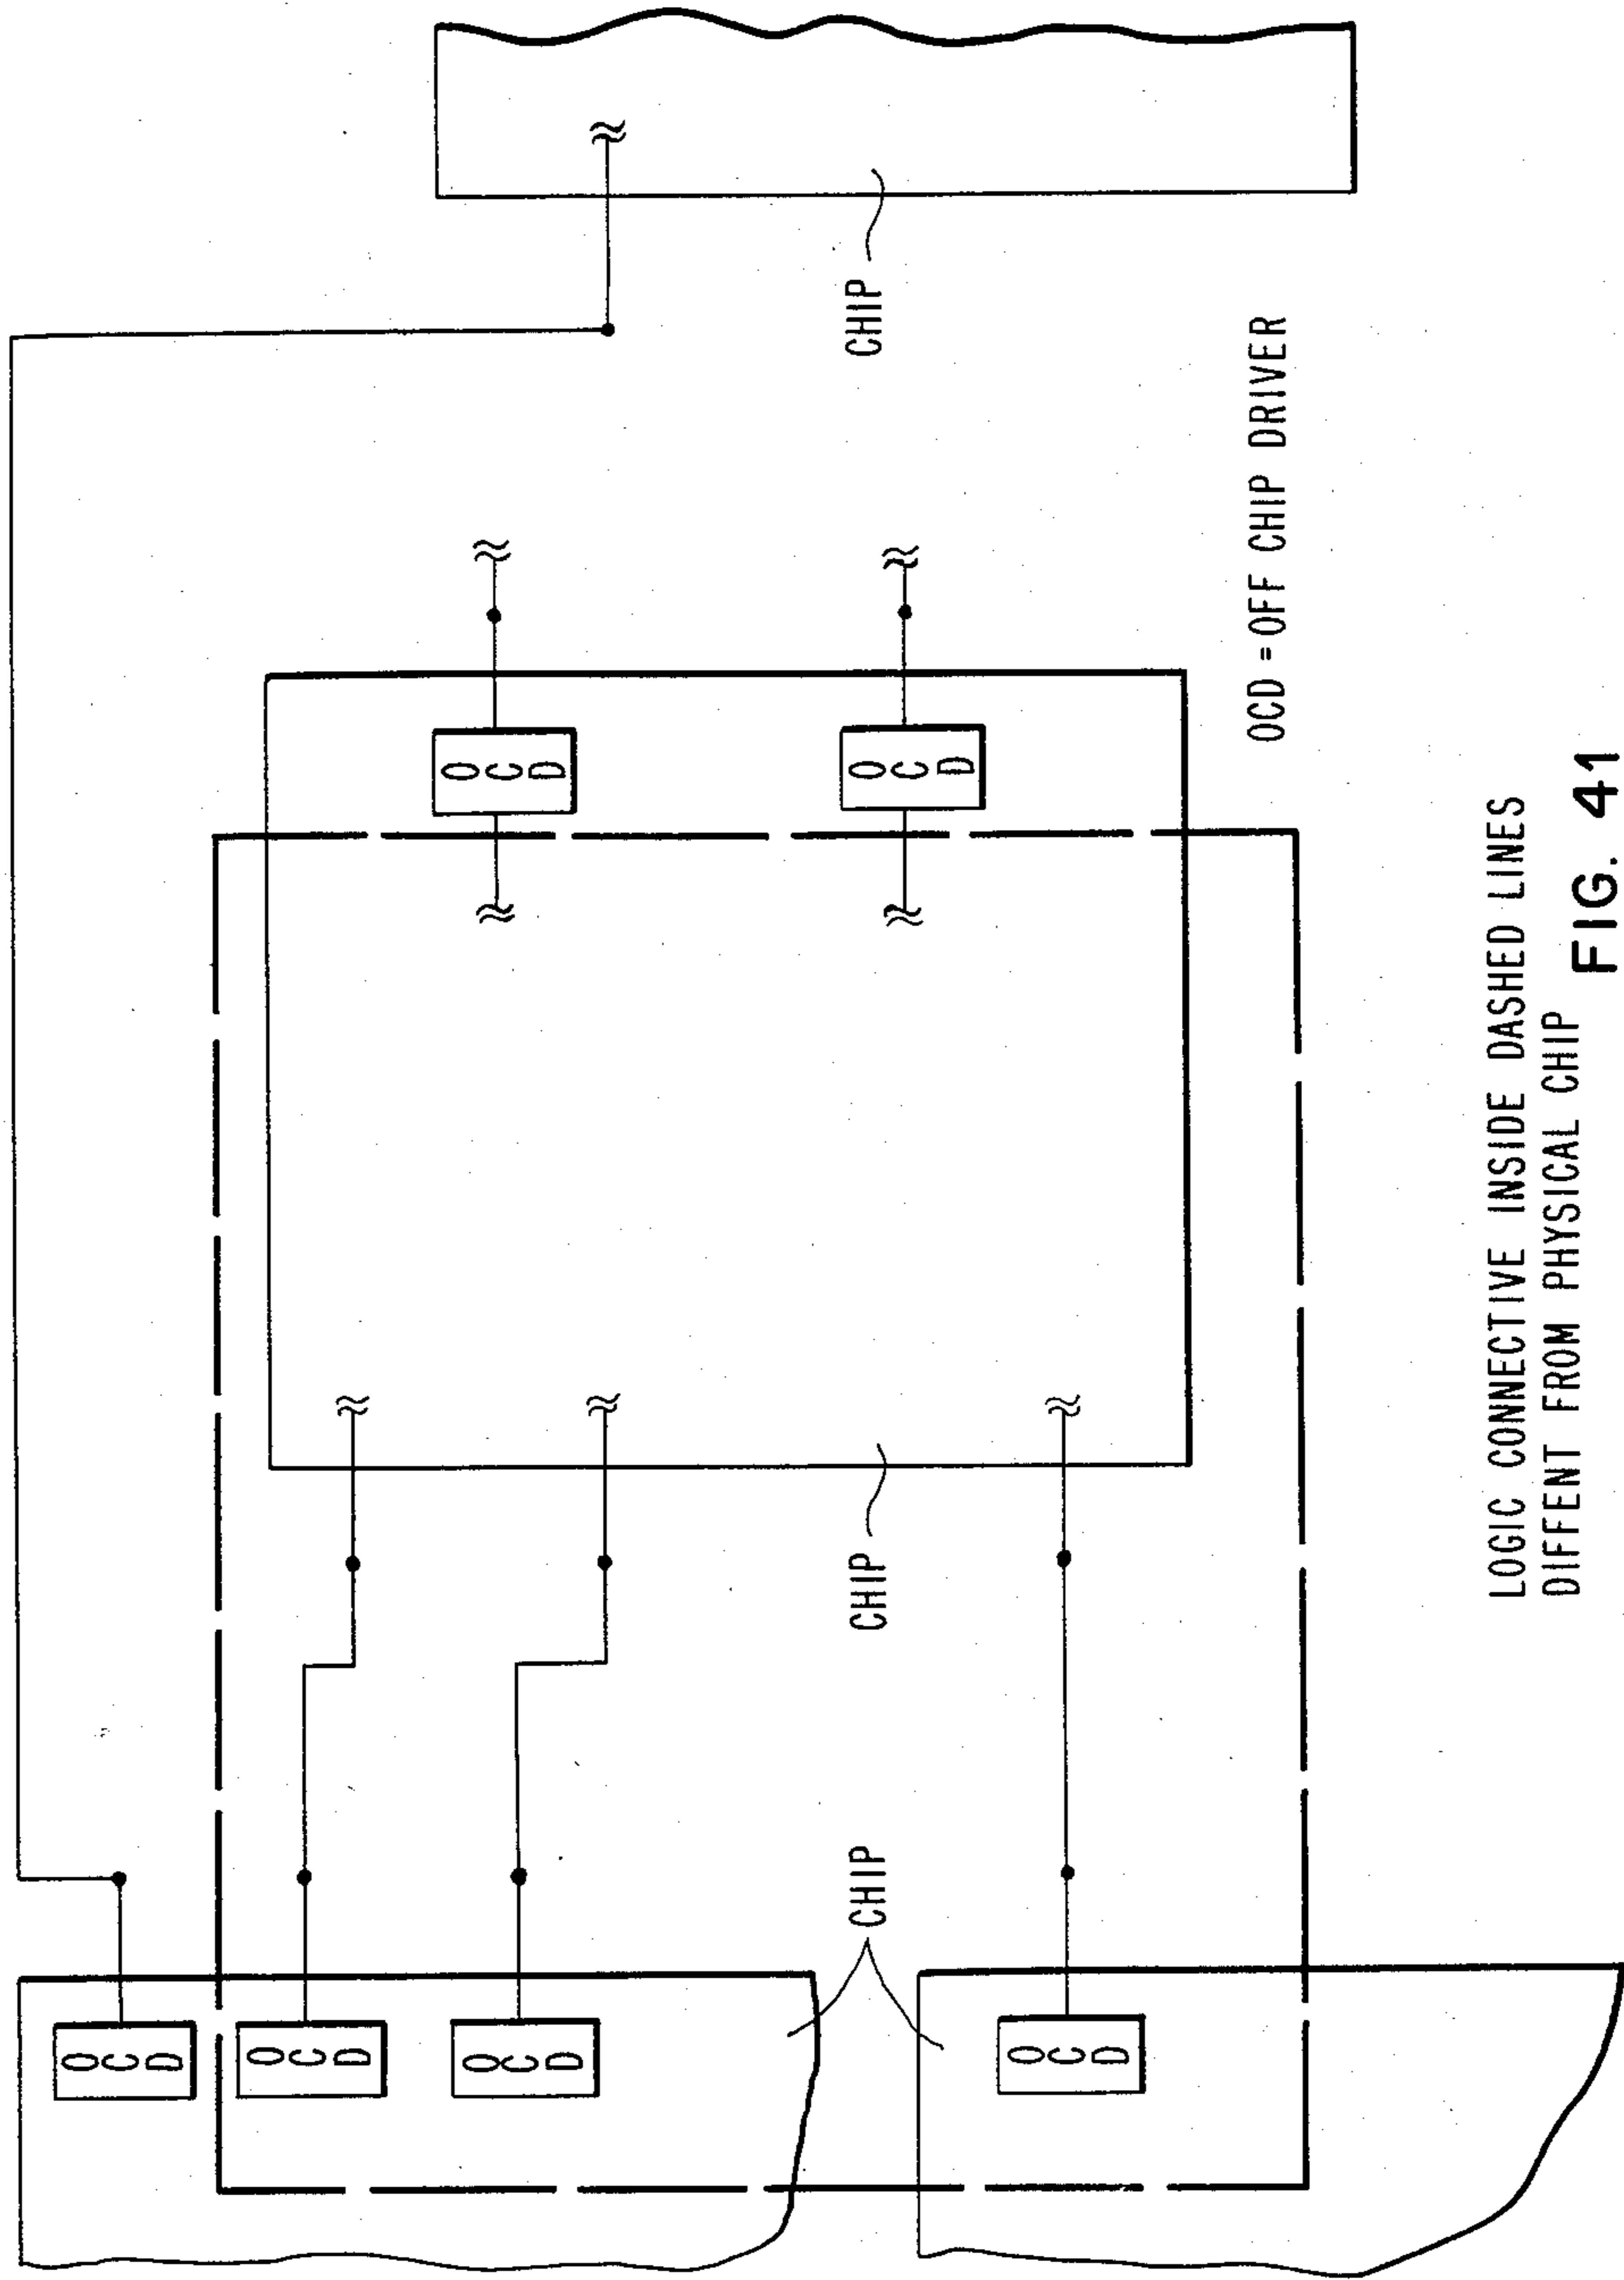 OCD
OCD
OCD
OCD
CHIP
CHIP
CHIP
OCD
OCD
OCD = OFF CHIP DRIVER
LOGIC CONNECTIVE INSIDE DASHED LINES
DIFFENT FROM PHYSICAL CHIP
FIG. 41